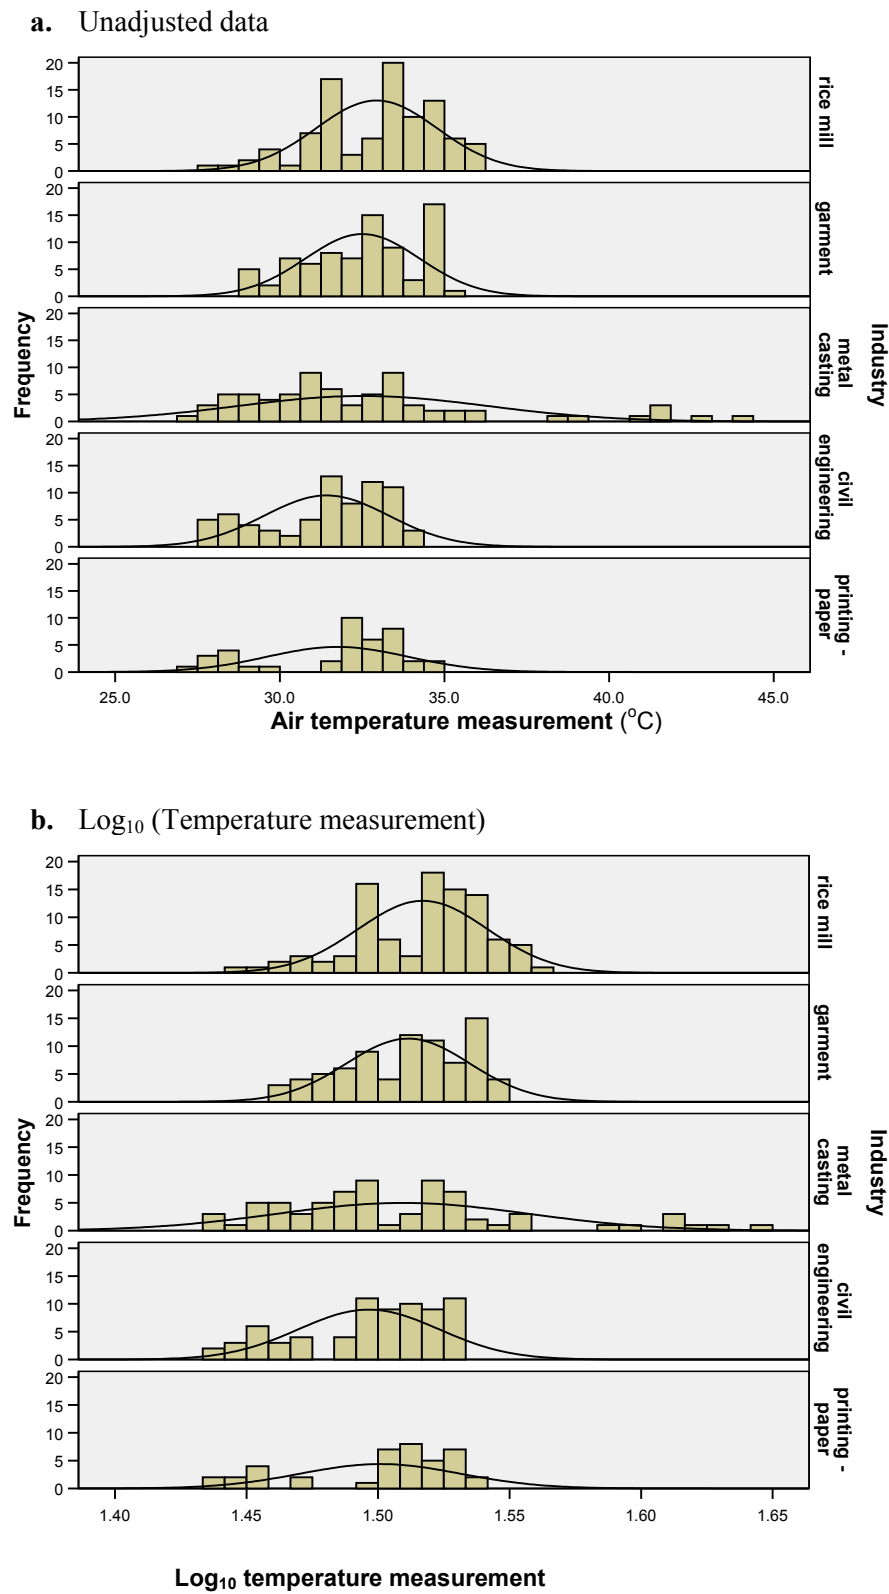 a. Unadjusted data
20
15
10
5
0
rice mill
20
15
10
5
0
garment
20
15
10
5
0
metal
casting
20
15
10
5
0
civil
engineering
20
15
10
5
0
printing -
paper
Frequency
Industry
25.0 30.0 35.0 40.0 45.0
Air temperature measurement (°C)
b. Log₁₀ (Temperature measurement)
20
15
10
5
0
rice mill
20
15
10
5
0
garment
20
15
10
5
0
metal
casting
20
15
10
5
0
civil
engineering
20
15
10
5
0
printing -
paper
Frequency
Industry
1.40 1.45 1.50 1.55 1.60 1.65
Log₁₀ temperature measurement